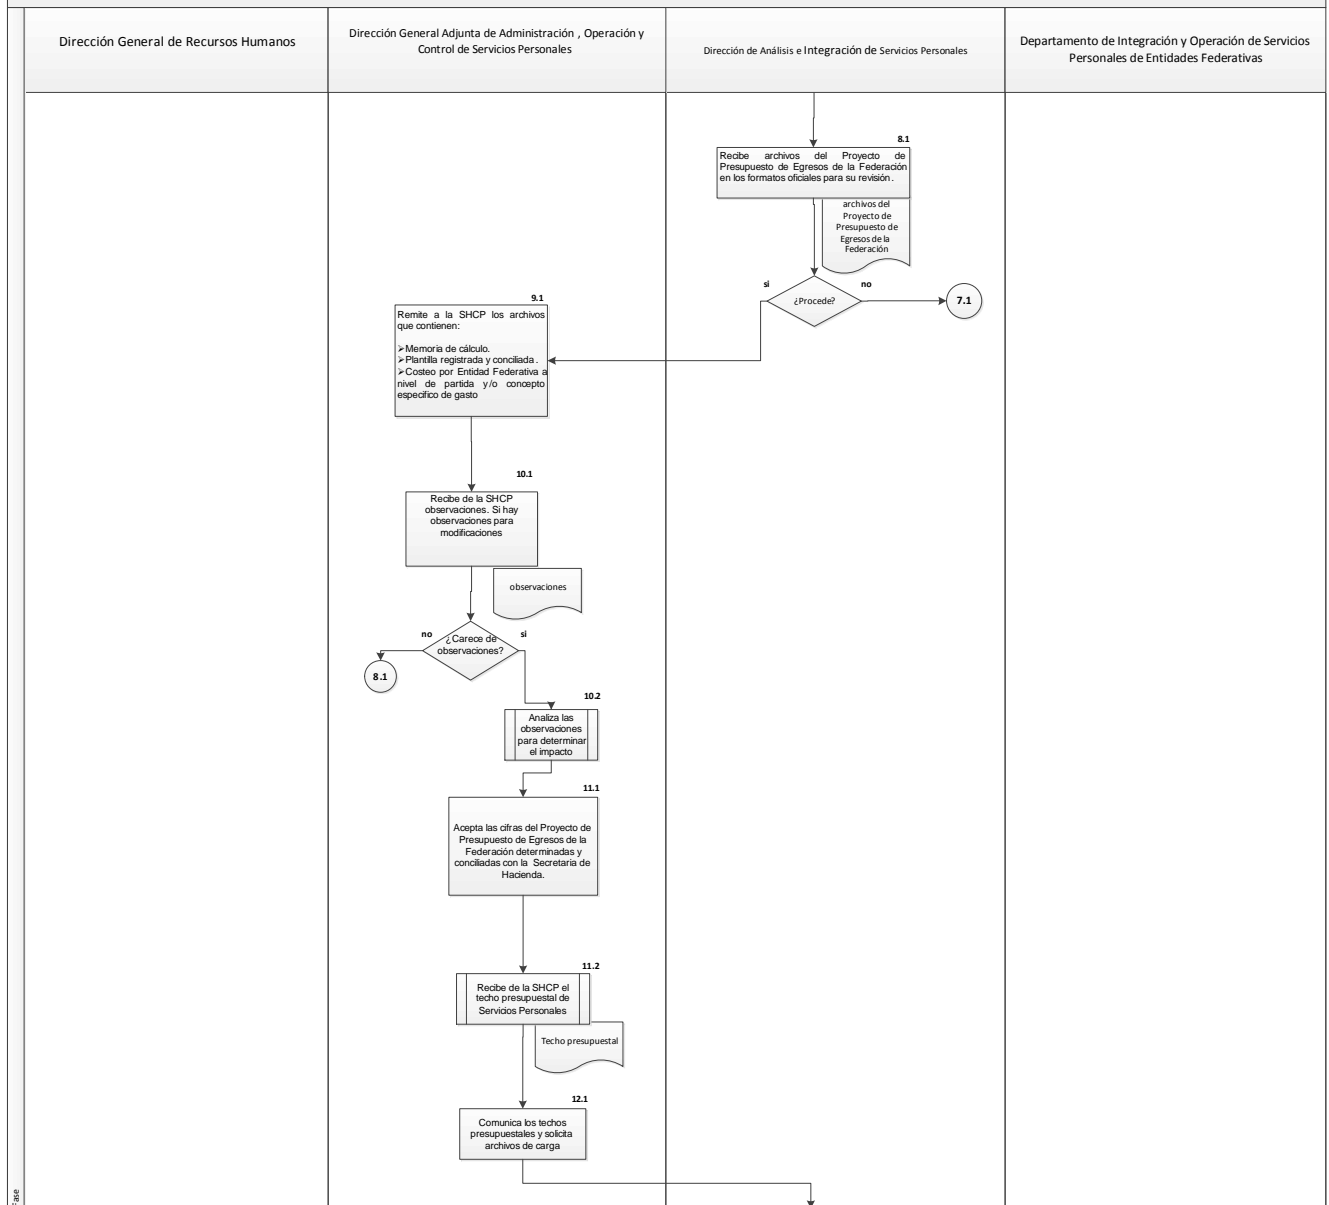 Dirección General de Recursos Humanos
Dirección General Adjunta de Administración , Operación y
Control de Servicios Personales
Dirección de Análisis e Integración de Servicios Personales
Departamento de Integración y Operación de Servicios
Personales de Entidades Federativas
8.1
Recibe archivos del Proyecto de
Presupuesto de Egresos de la Federación
en los formatos oficiales para su revisión .
archivos del
Proyecto de
Presupuesto de
Egresos de la
Federación
si
¿Procede?
no
7.1
9.1
Remite a la SHCP los archivos
que contienen:
➢Memoria de cálculo.
➢Plantilla registrada y conciliada .
➢Costeo por Entidad Federativa a
nivel de partida y/o concepto
especifico de gasto
10.1
Recibe de la SHCP
observaciones. Si hay
observaciones para
modificaciones
observaciones
no
¿Carece de
observaciones?
si
8.1
10.2
Analiza las
observaciones
para determinar
el impacto
11.1
Acepta las cifras del Proyecto de
Presupuesto de Egresos de la
Federación determinadas y
conciliadas con la Secretaria de
Hacienda.
11.2
Recibe de la SHCP el
techo presupuestal de
Servicios Personales
Techo presupuestal
12.1
Comunica los techos
presupuestales y solicita
archivos de carga
Fase